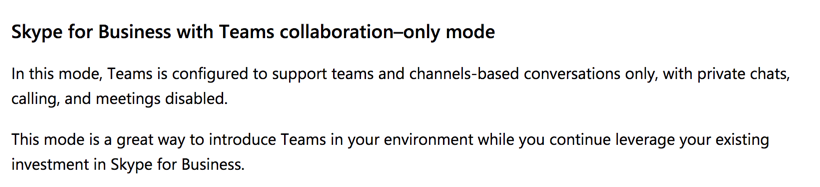 Skype for Business with Teams collaboration–only mode
In this mode, Teams is configured to support teams and channels-based conversations only, with private chats,
calling, and meetings disabled.
This mode is a great way to introduce Teams in your environment while you continue leverage your existing
investment in Skype for Business.